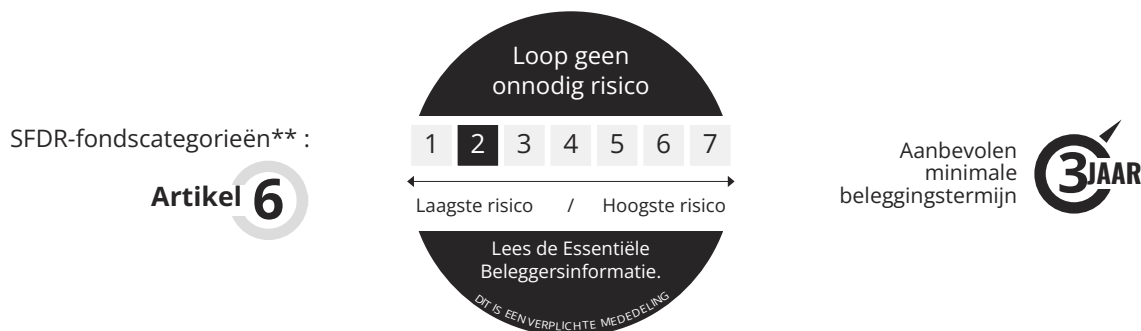 SFDR-fondscategorieën** :
Artikel 6
Loop geen
onnodig risico
1 2 3 4 5 6 7
Laagste risico / Hoogste risico
Lees de Essentiële
Beleggersinformatie.
DIT IS EEN VERPLICHTE MEDEDELING
Aanbevolen
minimale
beleggingstermijn
3 JAAR